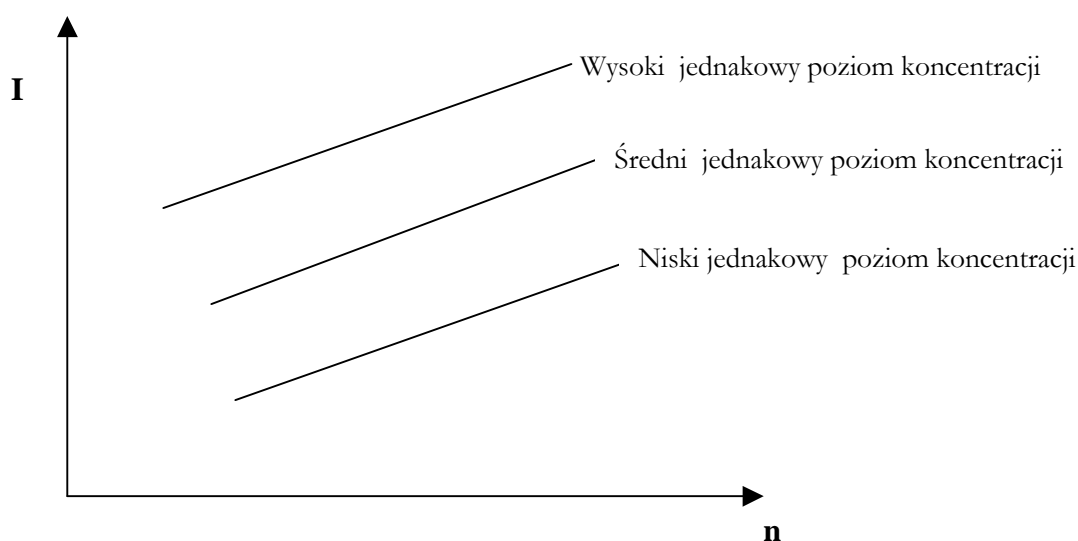 I
Wysoki jednakowy poziom koncentracji
Średni jednakowy poziom koncentracji
Niski jednakowy poziom koncentracji
n